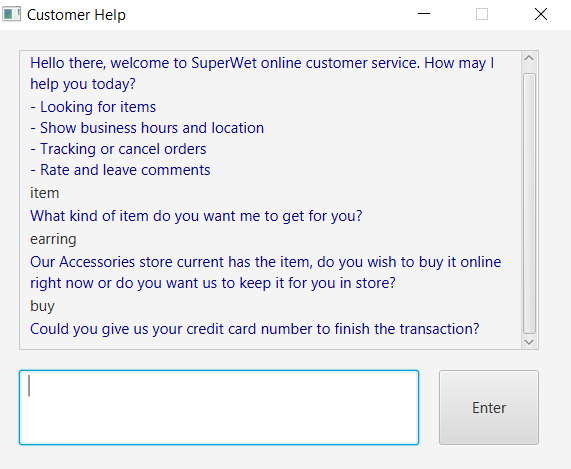 Customer Help
Hello there, welcome to SuperWet online customer service. How may I
help you today?
- Looking for items
- Show business hours and location
- Tracking or cancel orders
- Rate and leave comments
item
What kind of item do you want me to get for you?
earring
Our Accessories store current has the item, do you wish to buy it online
right now or do you want us to keep it for you in store?
buy
Could you give us your credit card number to finish the transaction?
Enter